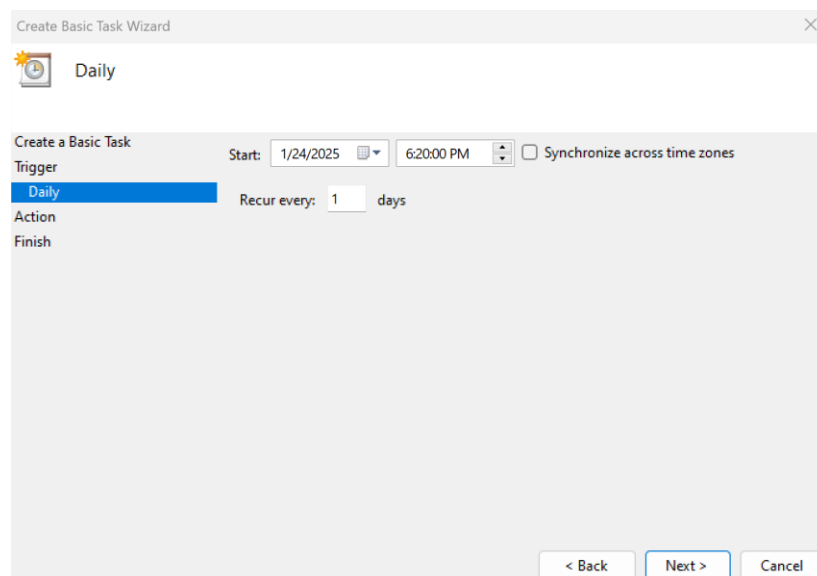 Create Basic Task Wizard
Daily
Create a Basic Task
Trigger
Daily
Action
Finish
Start: 1/24/2025 6:20:00 PM Synchronize across time zones
Recur every: 1 days
< Back Next > Cancel